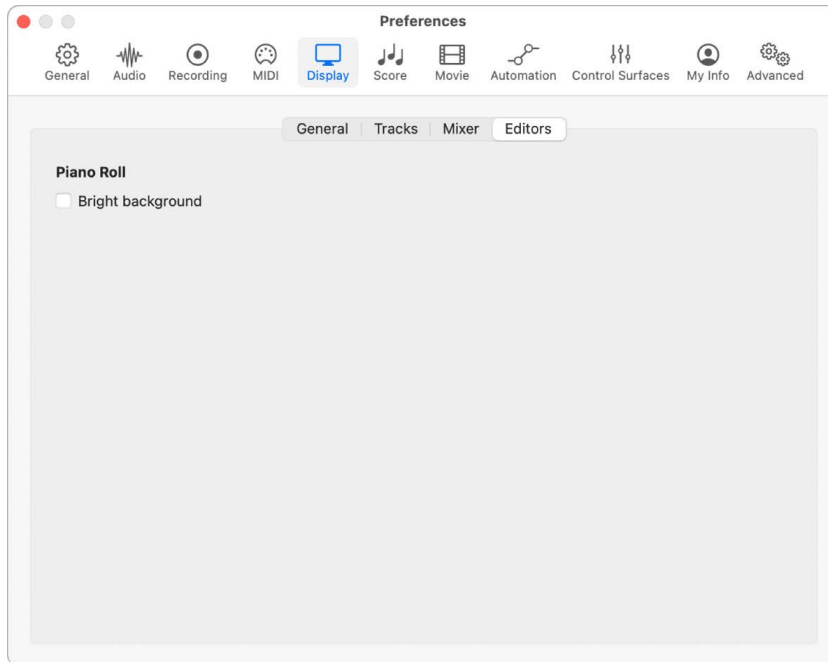 Preferences
General Audio Recording MIDI Display Score Movie Automation Control Surfaces My Info Advanced
General Tracks Mixer Editors
Piano Roll
Bright background